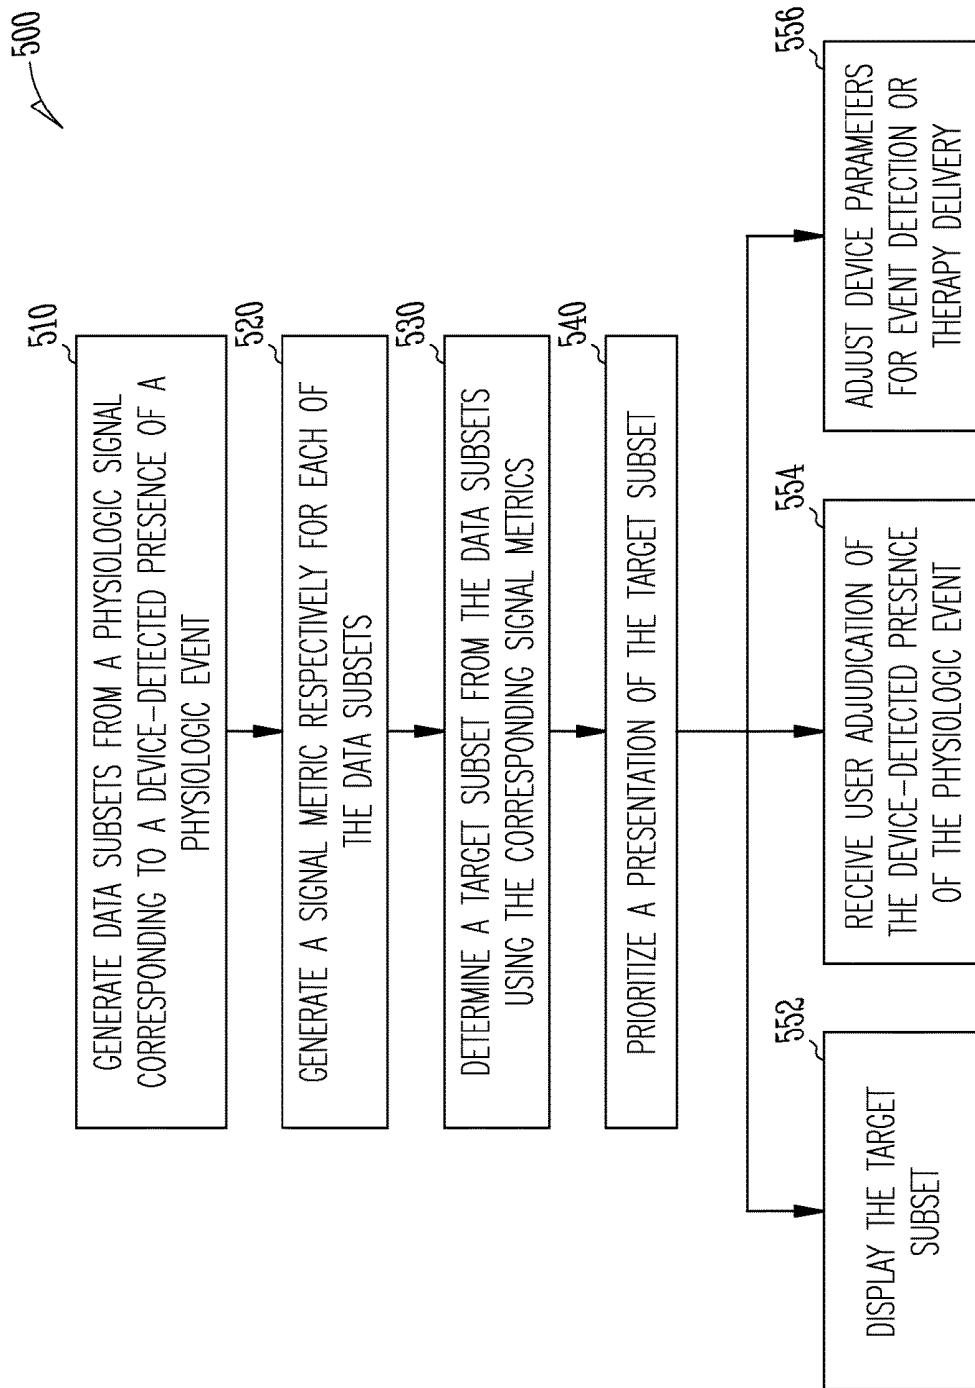 500
510
GENERATE DATA SUBSETS FROM A PHYSIOLOGIC SIGNAL
CORRESPONDING TO A DEVICE-DETECTED PRESENCE OF A
PHYSIOLOGIC EVENT
520
GENERATE A SIGNAL METRIC RESPECTIVELY FOR EACH OF
THE DATA SUBSETS
530
DETERMINE A TARGET SUBSET FROM THE DATA SUBSETS
USING THE CORRESPONDING SIGNAL METRICS
540
PRIORITIZE A PRESENTATION OF THE TARGET SUBSET
552
DISPLAY THE TARGET
SUBSET
554
RECEIVE USER ADJUDICATION OF
THE DEVICE-DETECTED PRESENCE
OF THE PHYSIOLOGIC EVENT
556
ADJUST DEVICE PARAMETERS
FOR EVENT DETECTION OR
THERAPY DELIVERY